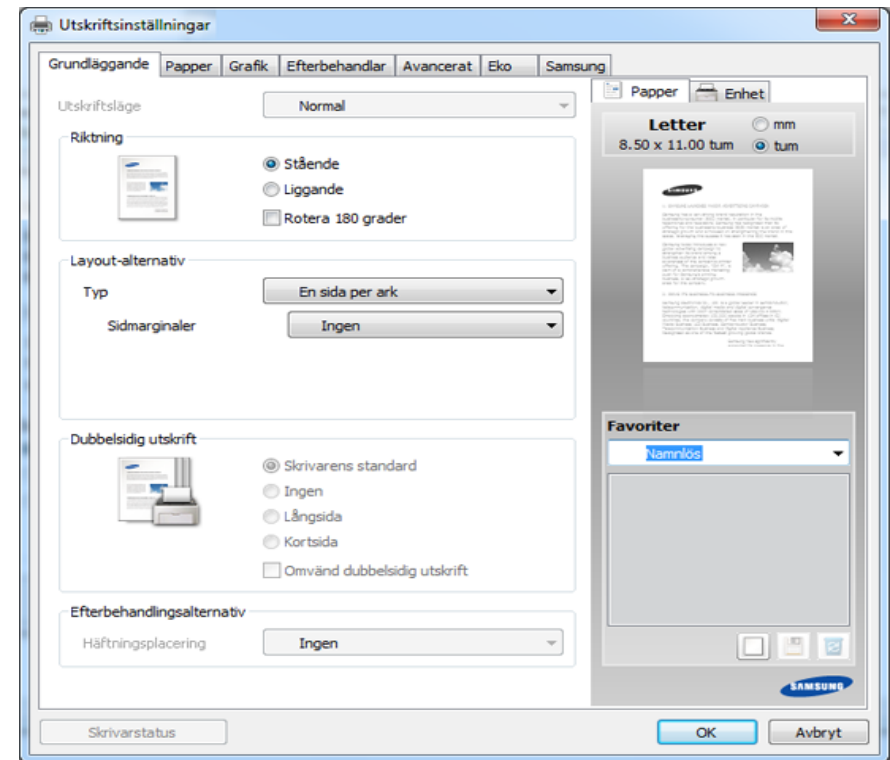 Utskriftsinställningar
Grundläggande Papper Grafik Efterbehandlar Avancerat Eko Samsung
Utskriftsläge Normal
Riktning
Stående
Liggande
Rotera 180 grader
Layout-alternativ
Typ En sida per ark
Sidmarginaler Ingen
Dubbelsidig utskrift
Skrivarens standard
Ingen
Långsida
Kortsida
Omvänd dubbelsidig utskrift
Efterbehandlingsalternativ
Häftningsplacering Ingen
Papper Enhet
Letter mm
8.50 x 11.00 tum tum
Favoriter
Namnlös
SAMSUNG
Skrivarstatus OK Avbryt